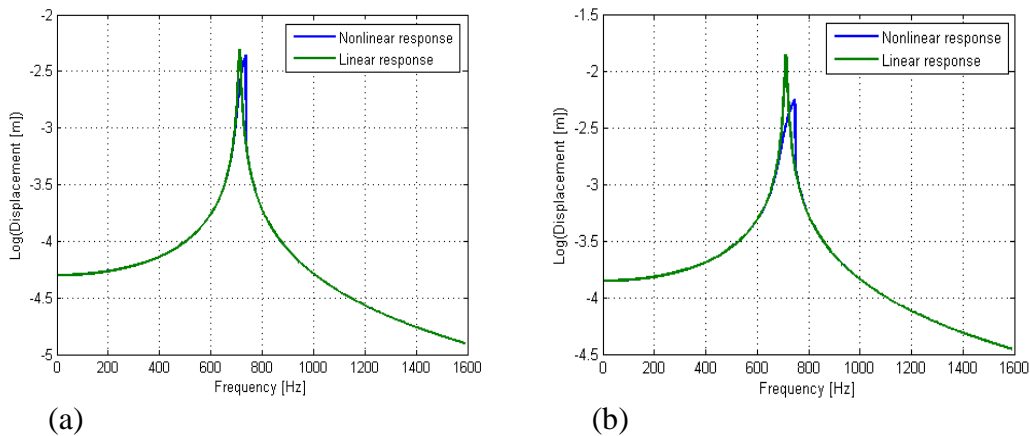 -2
-2.5
-3
-3.5
-4
-4.5
-5
Log(Displacement [m])
0 200 400 600 800 1000 1200 1400 1600
Frequency [Hz]
Nonlinear response
Linear response
(a)
-1.5
-2
-2.5
-3
-3.5
-4
-4.5
Log(Displacement [m])
0 200 400 600 800 1000 1200 1400 1600
Frequency [Hz]
Nonlinear response
Linear response
(b)